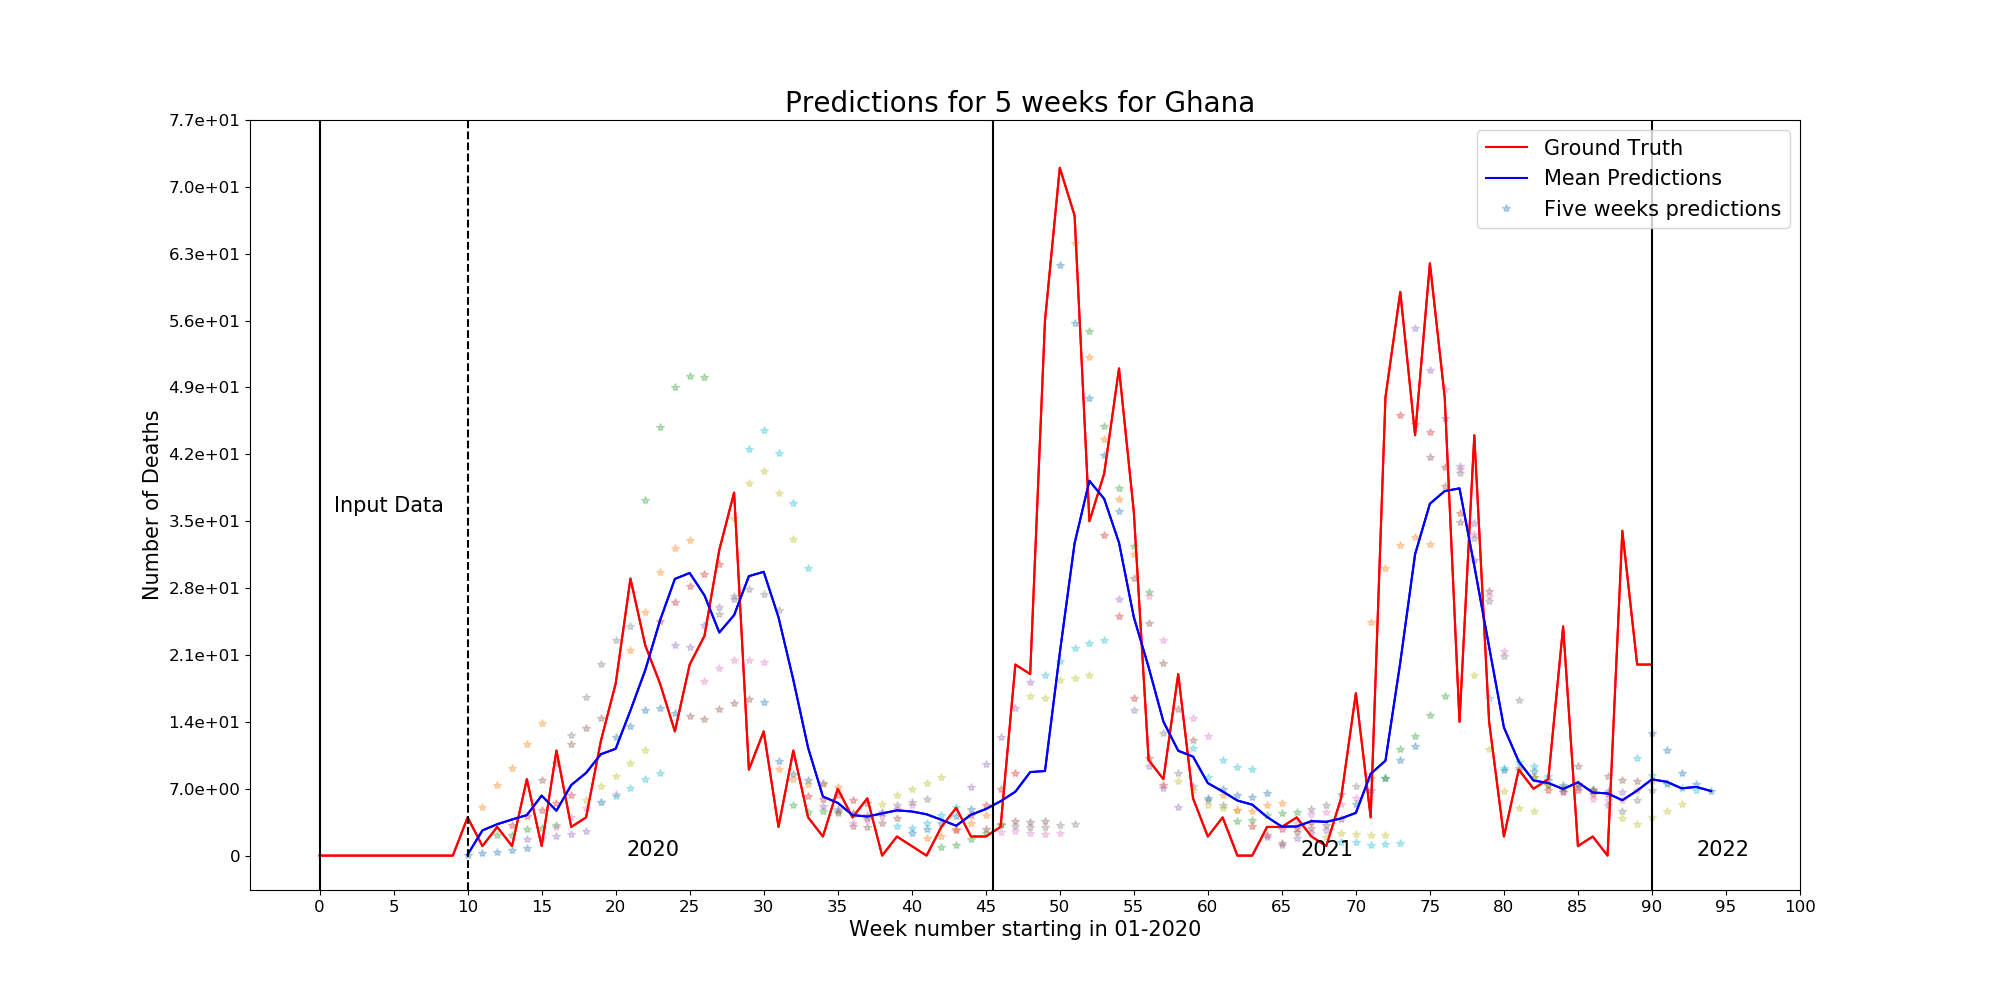 Predictions for 5 weeks for Ghana
7.7e+01
7.0e+01
6.3e+01
5.6e+01
4.9e+01
4.2e+01
3.5e+01
2.8e+01
2.1e+01
1.4e+01
7.0e+00
0
Number of Deaths
Ground Truth
Mean Predictions
Five weeks predictions
Input Data
2020
2021
2022
0 5 10 15 20 25 30 35 40 45 50 55 60 65 70 75 80 85 90 95 100
Week number starting in 01-2020